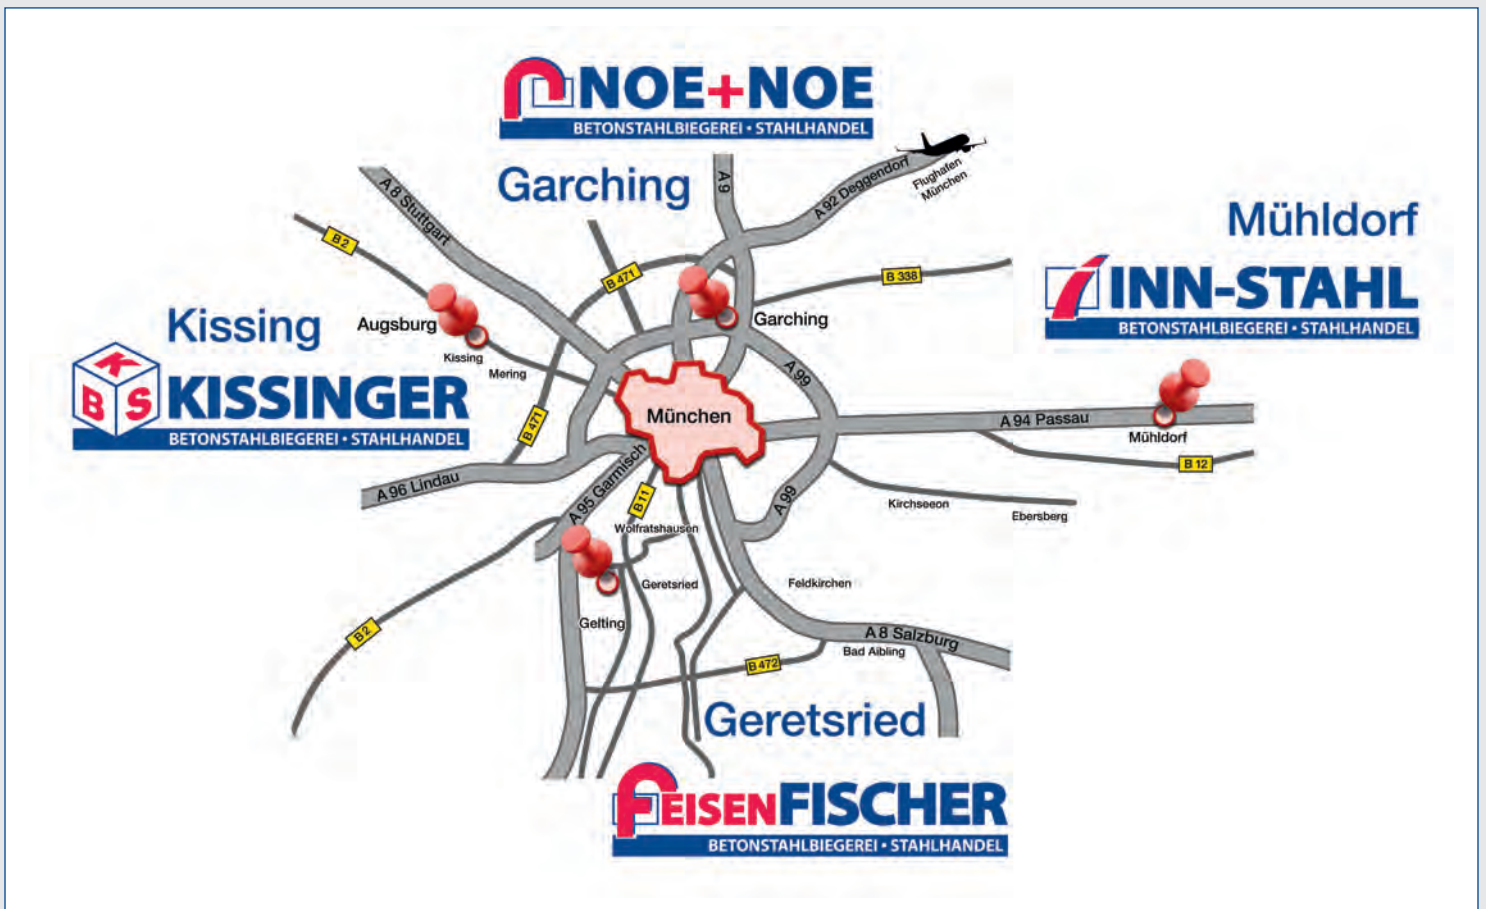 NOE+NOE
BETONSTAHLBIEGEREI • STAHLHANDEL
Garching
A 8 Stuttgart
A 9
A 92 Deggendorf
Flughafen
München
Mühldorf
INN-STAHL
BETONSTAHLBIEGEREI • STAHLHANDEL
B 2
B 471
B 338
Kissing
Augsburg
Garching
Kissing
Mering
KBS
KISSINGER
BETONSTAHLBIEGEREI • STAHLHANDEL
A 99
München
B 471
A 94 Passau
Mühldorf
B 12
A 96 Lindau
A 95 Garmisch
B 11
A 99
Kirchseeon
Ebersberg
Wolfratshausen
Geretsried
Feldkirchen
Gelting
B 2
A 8 Salzburg
Bad Aibling
B 472
Geretsried
FEISENFISCHER
BETONSTAHLBIEGEREI • STAHLHANDEL